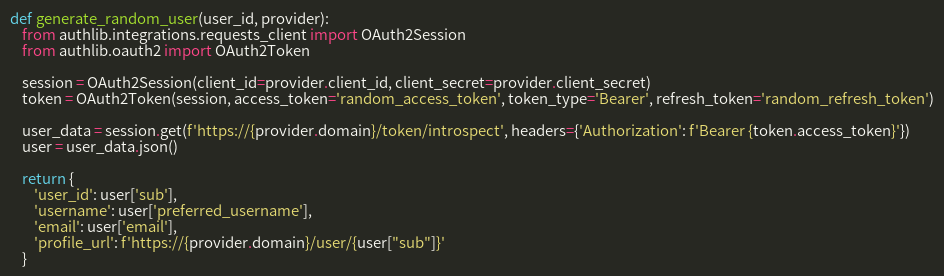 def generate_random_user(user_id, provider):
from authlib.integrations.requests_client import OAuth2Session
from authlib.oauth2 import OAuth2Token
session = OAuth2Session(client_id=provider.client_id, client_secret=provider.client_secret)
token = OAuth2Token(session, access_token='random_access_token', token_type='Bearer', refresh_token='random_refresh_token')
user_data = session.get(f'https://{provider.domain}/token/introspect', headers={'Authorization': f'Bearer {token.access_token}'})
user = user_data.json()
return {
'user_id': user['sub'],
'username': user['preferred_username'],
'email': user['email'],
'profile_url': f'https://{provider.domain}/user/{user["sub"]}'
}